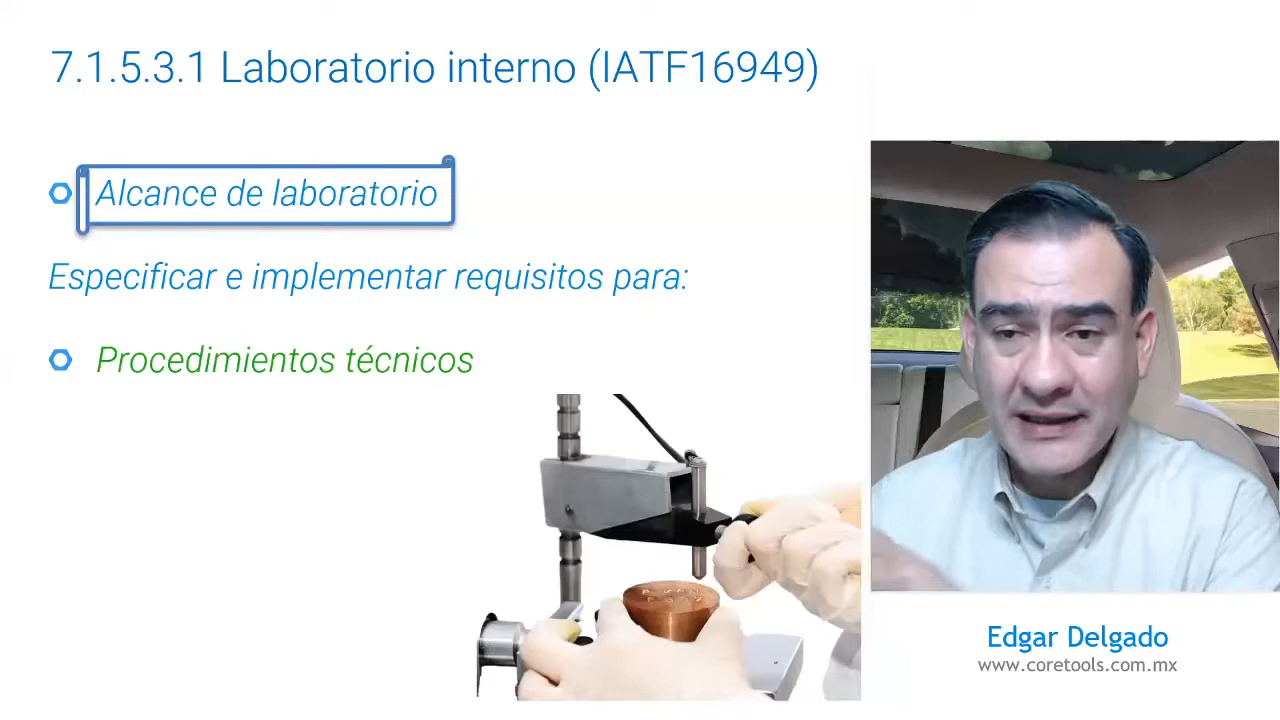 7.1.5.3.1 Laboratorio interno (IATF16949)
Alcance de laboratorio
Especificar e implementar requisitos para:
Procedimientos técnicos
Edgar Delgado
www.coretools.com.mx